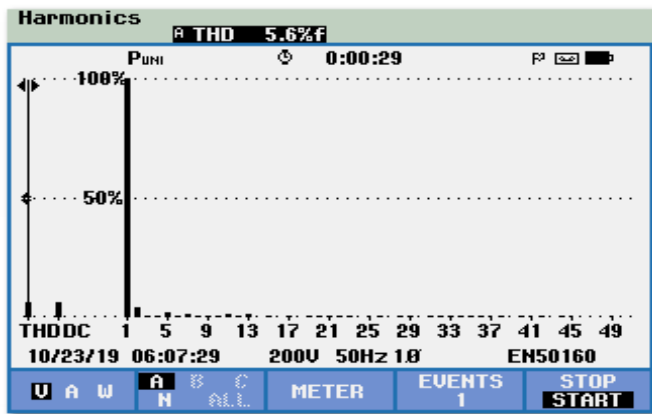 Harmonics
A THD 5.6%f
PUNI 0:00:29
100%
50%
THD DC 1 5 9 13 17 21 25 29 33 37 41 45 49
10/23/19 06:07:29 200V 50Hz 1Ø EN50160
V A W A B C N ALL METER EVENTS 1 STOP START